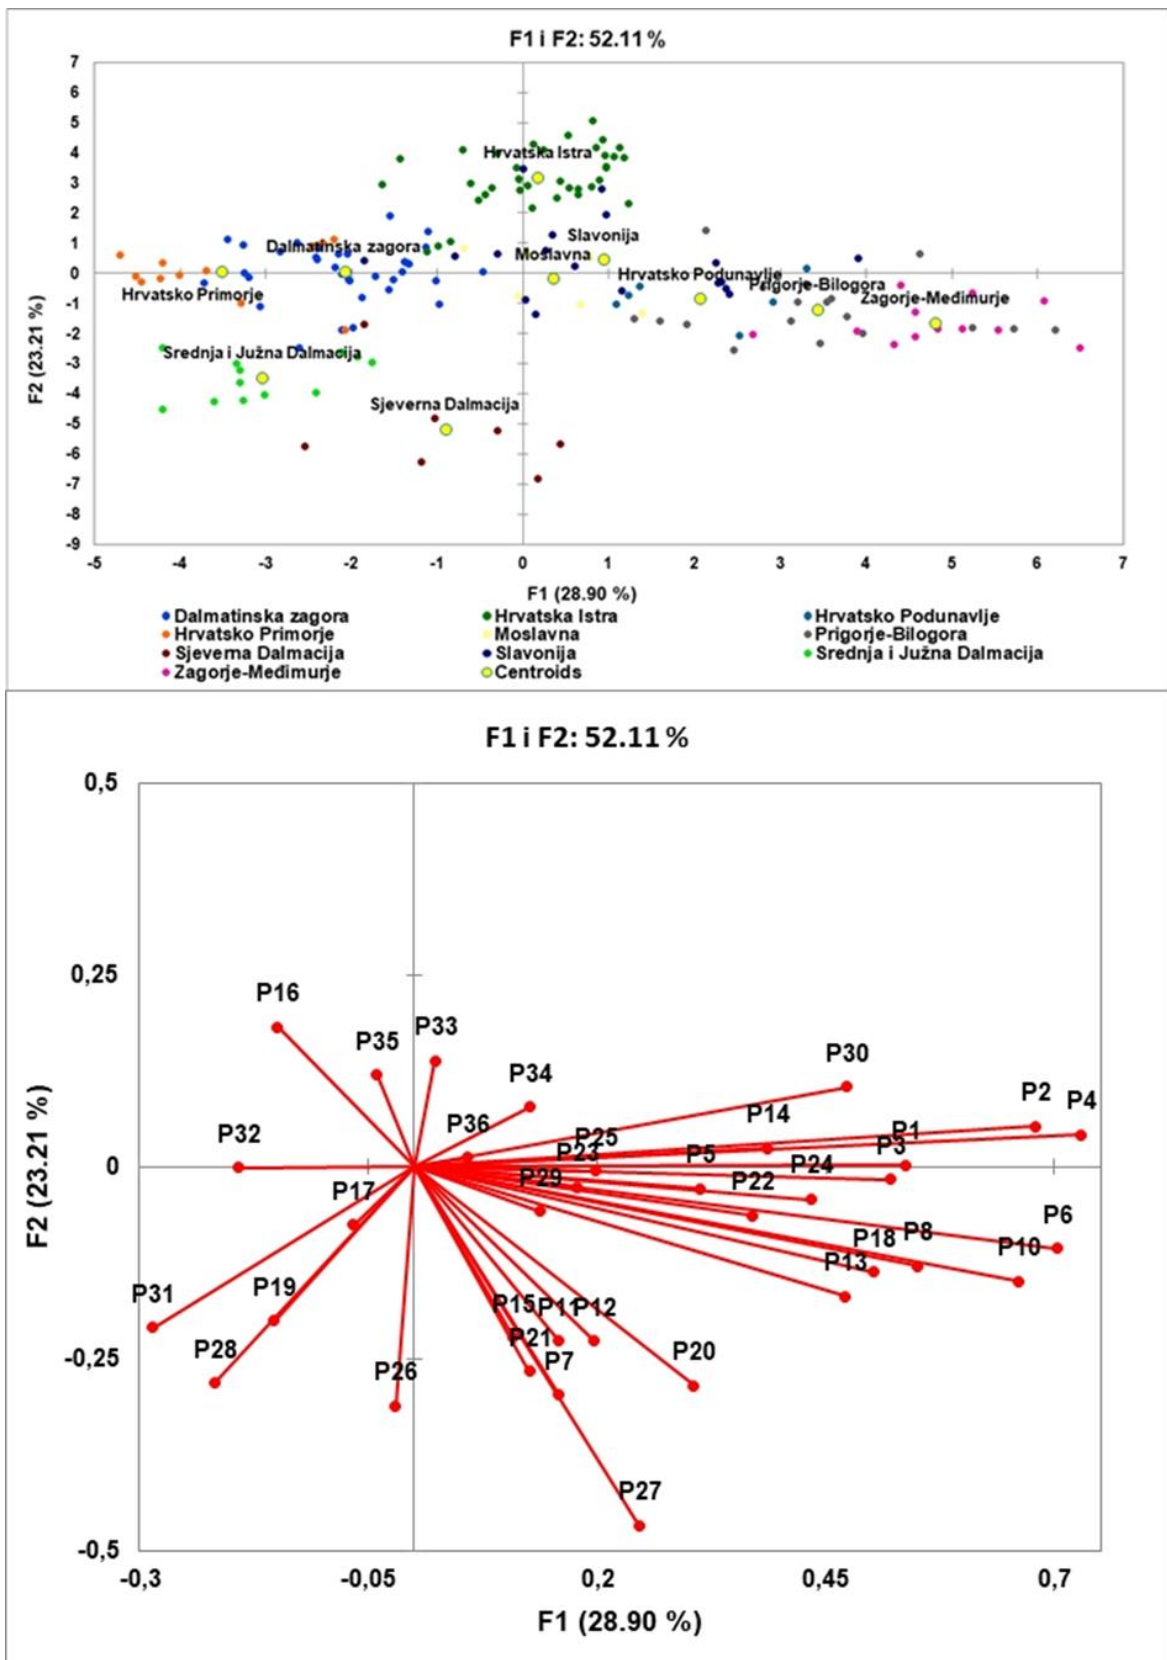 F1 i F2: 52.11 %
7
6
5
4
3
2
1
0
-1
-2
-3
-4
-5
-6
-7
-8
-9
F2 (23.21 %)
Hrvatska Istra
Slavonija
Dalmatinska zagora
Moslavna
Hrvatsko Podunavlje
Prigorje-Bilogora
Hrvatsko Primorje
Zagorje-Međimurje
Srednja i Južna Dalmacija
Sjeverna Dalmacija
-5 -4 -3 -2 -1 0 1 2 3 4 5 6 7
F1 (28.90 %)
Dalmatinska zagora Hrvatska Istra Hrvatsko Podunavlje
Hrvatsko Primorje Moslavna Prigorje-Bilogora
Sjeverna Dalmacija Slavonija Srednja i Južna Dalmacija
Zagorje-Međimurje Centroids
F1 i F2: 52.11 %
0,5
0,25
0
-0,25
-0,5
F2 (23.21 %)
P16
P35 P33
P30
P34
P2 P4
P14
P36
P32 P25 P1
P23 P5 P3
P24
P29 P22
P17
P6
P18 P8
P10
P13
P19
P31
P15 P11 P12
P21
P28 P7 P20
P26
P27
-0,3 -0,05 0,2 0,45 0,7
F1 (28.90 %)